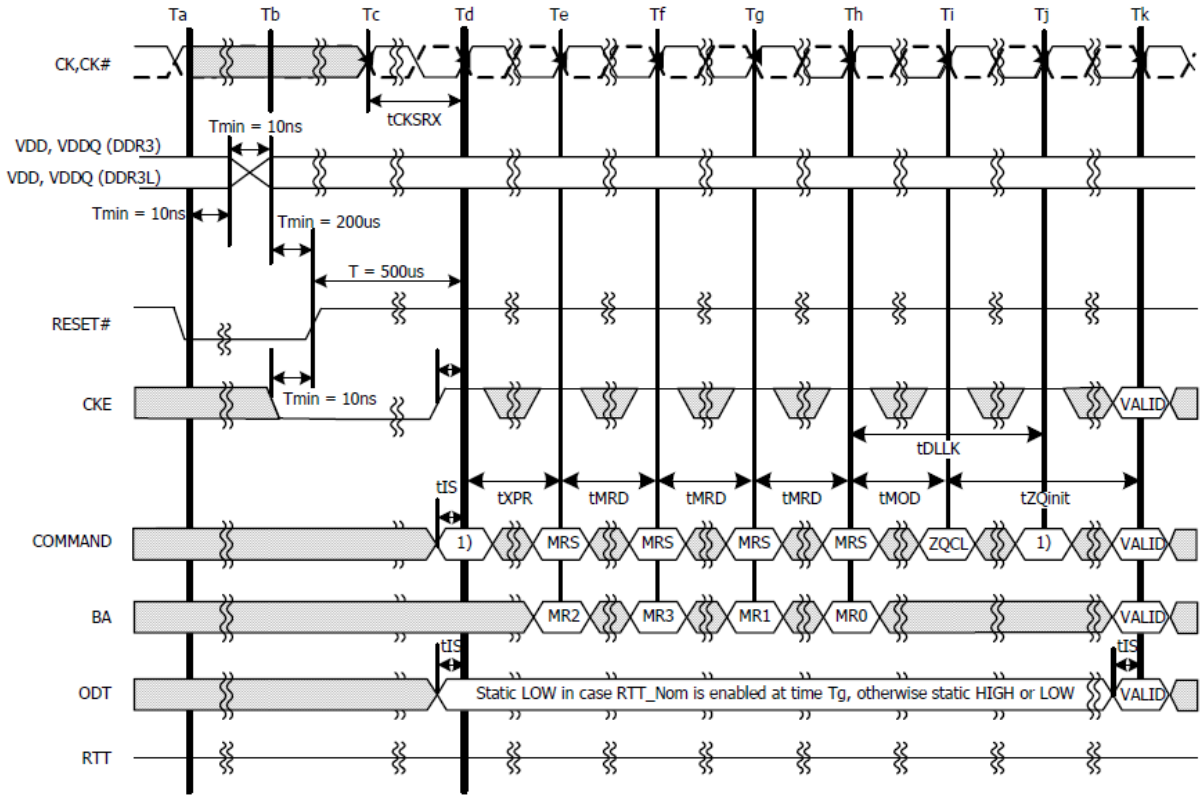 Ta Tb Tc Td Te Tf Tg Th Ti Tj Tk
CK,CK#
tCKSRX
Tmin = 10ns
VDD, VDDQ (DDR3)
VDD, VDDQ (DDR3L)
Tmin = 10ns
Tmin = 200us
T = 500us
RESET#
Tmin = 10ns
CKE
VALID
tDLLK
tIS
tXPR tMRD tMRD tMRD tMOD tZQinit
COMMAND 1) MRS MRS MRS MRS ZQCL 1) VALID
BA MR2 MR3 MR1 MR0 VALID
tIS tIS
ODT Static LOW in case RTT_Nom is enabled at time Tg, otherwise static HIGH or LOW VALID
RTT